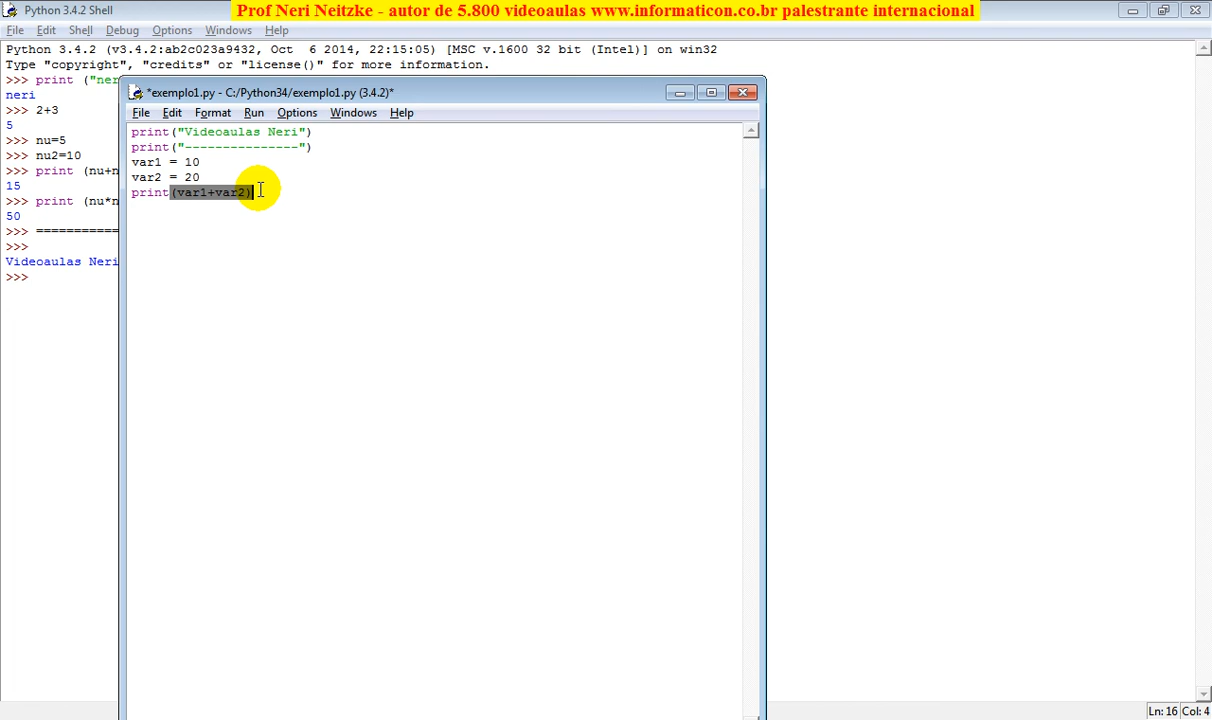 Python 3.4.2 Shell
Prof Neri Neitzke - autor de 5.800 videoaulas www.informaticon.co.br palestrante internacional
File Edit Shell Debug Options Windows Help
Python 3.4.2 (v3.4.2:ab2c023a9432, Oct  6 2014, 22:15:05) [MSC v.1600 32 bit (Intel)] on win32
Type "copyright", "credits" or "license()" for more information.
>>> print ("ner
neri
>>> 2+3
5
>>> nu=5
>>> nu2=10
>>> print (nu+n
15
>>> print (nu*n
50
>>> ===========
>>>
Videoaulas Neri
>>>
*exemplo1.py - C:/Python34/exemplo1.py (3.4.2)*
File Edit Format Run Options Windows Help
print("Videoaulas Neri")
print("---------------")
var1 = 10
var2 = 20
print(var1+var2)
Ln: 16 Col: 4